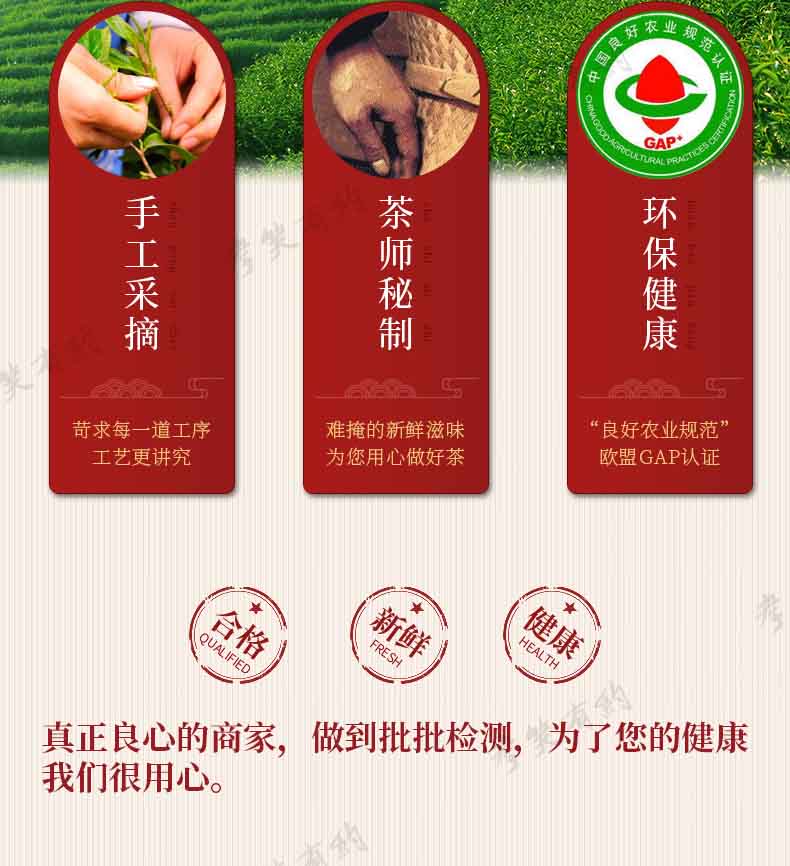 中国良好农业规范认证
GAP+
CHINA GOOD AGRICULTURAL PRACTICES CERTIFICATION
手工采摘
苛求每一道工序
工艺更讲究
茶师秘制
难掩的新鲜滋味
为您用心做好茶
环保健康
“良好农业规范”
欧盟GAP认证
合格
QUALIFIED
新鲜
FRESH
健康
HEALTH
真正良心的商家，做到批批检测，为了您的健康
我们很用心。